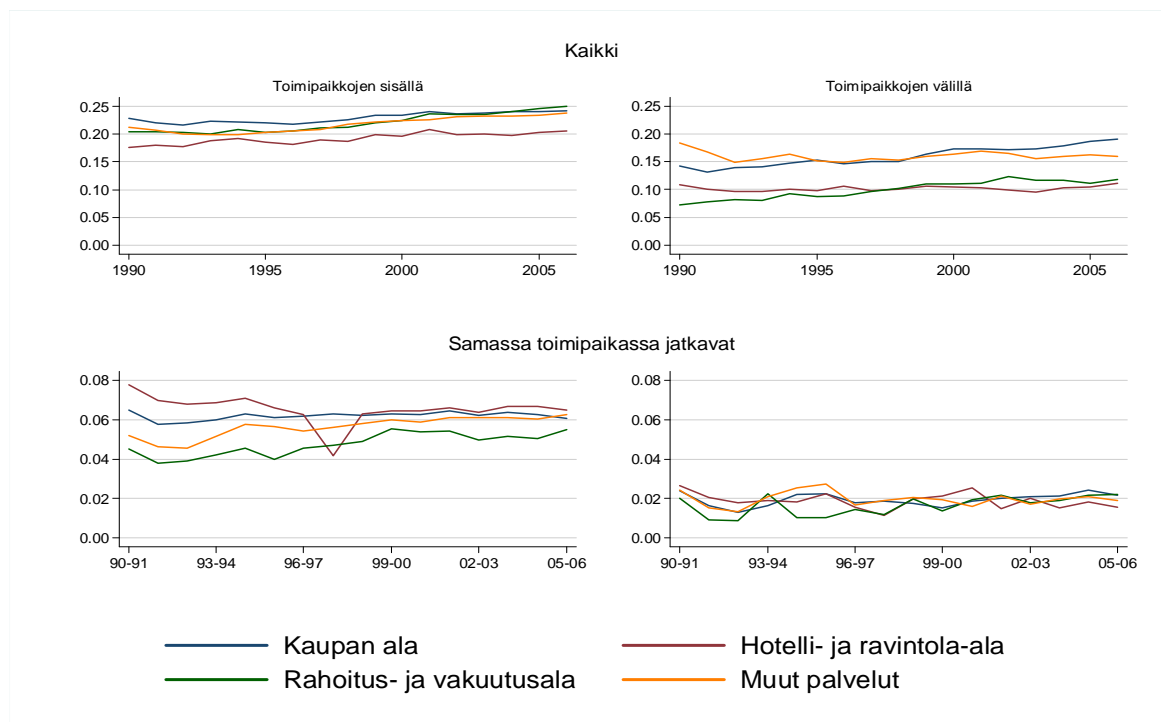 Kaikki
Toimipaikkojen sisällä
0.25
0.20
0.15
0.10
0.05
0.00
1990 1995 2000 2005
Toimipaikkojen välillä
0.25
0.20
0.15
0.10
0.05
0.00
1990 1995 2000 2005
Samassa toimipaikassa jatkavat
0.08
0.06
0.04
0.02
0.00
90-91 93-94 96-97 99-00 02-03 05-06
0.08
0.06
0.04
0.02
0.00
90-91 93-94 96-97 99-00 02-03 05-06
Kaupan ala Hotelli- ja ravintola-ala
Rahoitus- ja vakuutusala Muut palvelut